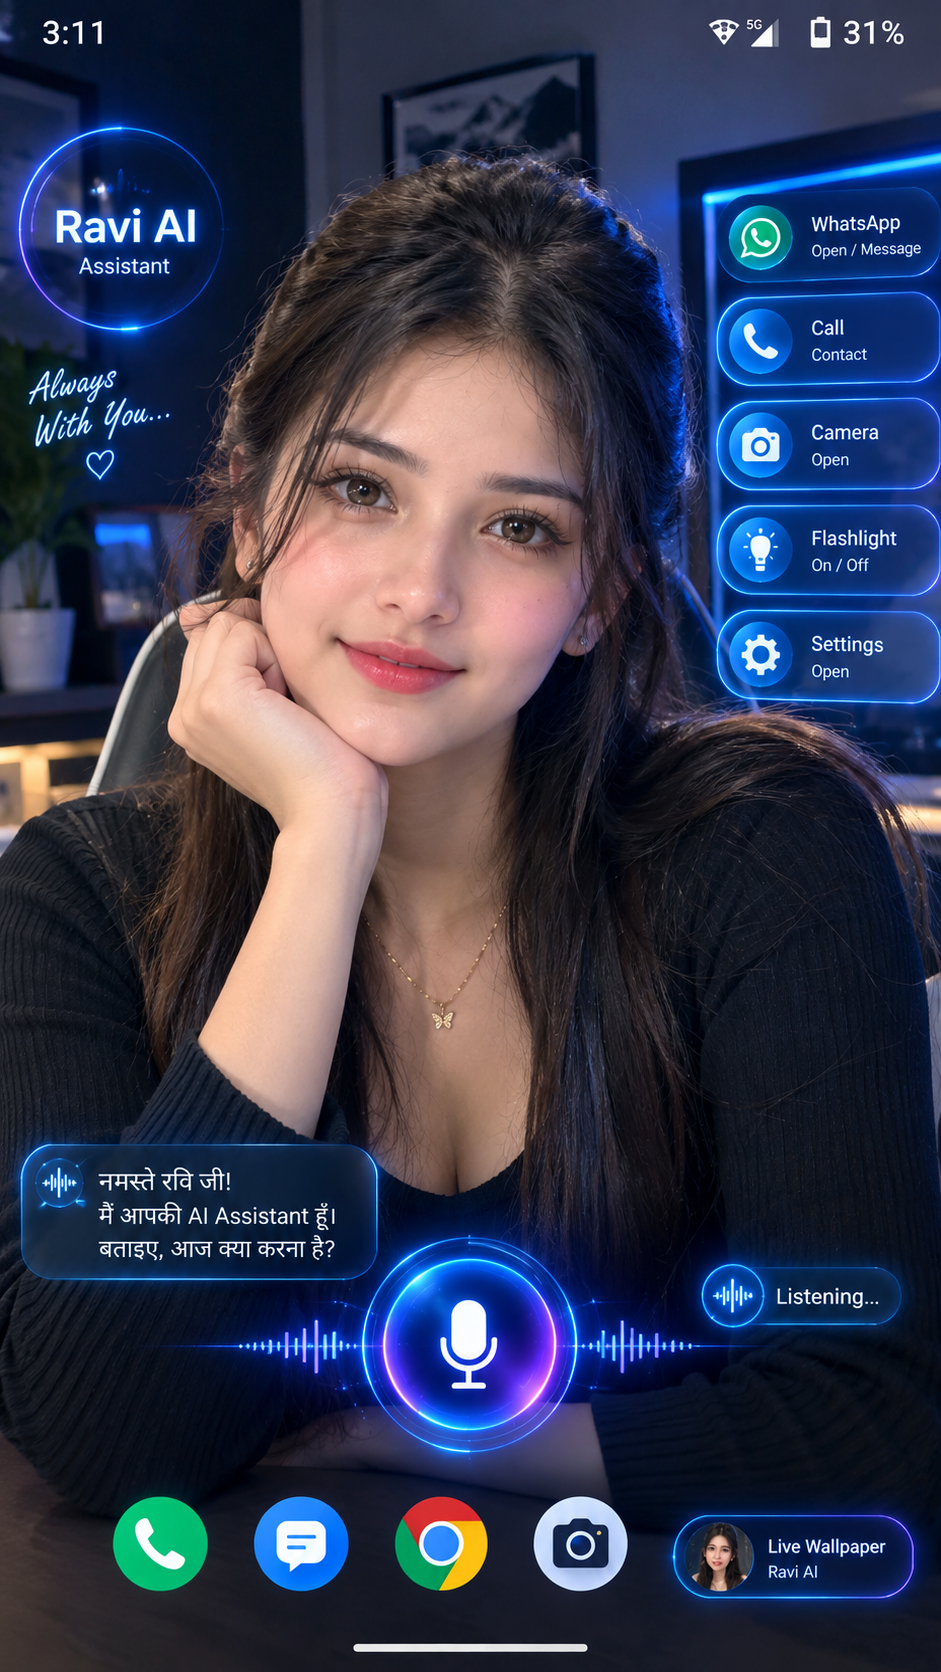 3:11
5G
31%
Ravi AI
Assistant
Always
With You...
WhatsApp
Open / Message
Call
Contact
Camera
Open
Flashlight
On / Off
Settings
Open
नमस्ते रवि जी!
मैं आपकी AI Assistant हूँ।
बताइए, आज क्या करना है?
Listening...
Live Wallpaper
Ravi AI